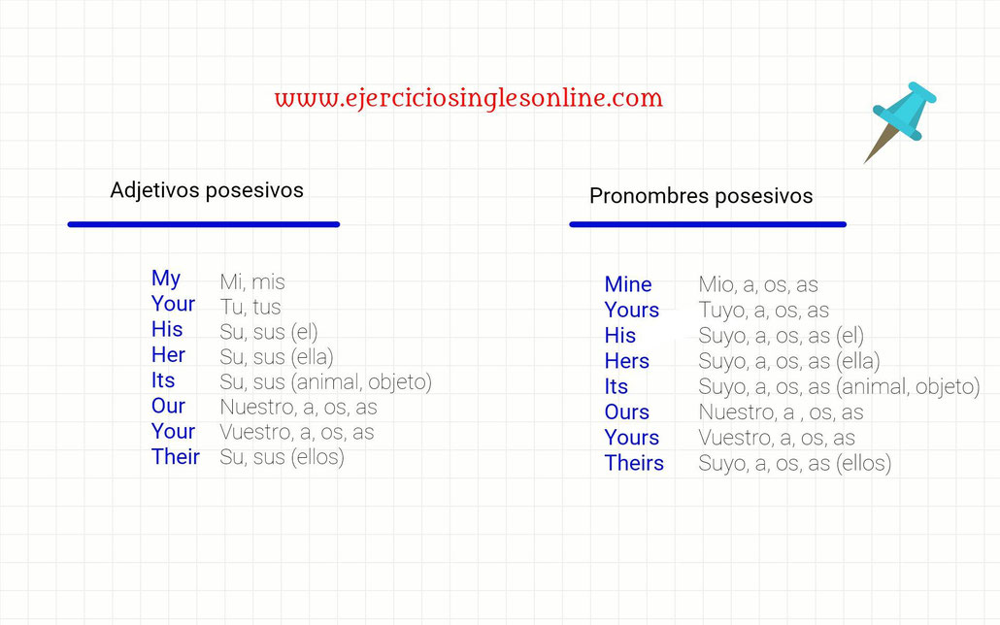 www.ejerciciosinglesonline.com
Adjetivos posesivos
My Mi, mis
Your Tu, tus
His Su, sus (el)
Her Su, sus (ella)
Its Su, sus (animal, objeto)
Our Nuestro, a, os, as
Your Vuestro, a, os, as
Their Su, sus (ellos)
Pronombres posesivos
Mine Mio, a, os, as
Yours Tuyo, a, os, as
His Suyo, a, os, as (el)
Hers Suyo, a, os, as (ella)
Its Suyo, a, os, as (animal, objeto)
Ours Nuestro, a , os, as
Yours Vuestro, a, os, as
Theirs Suyo, a, os, as (ellos)